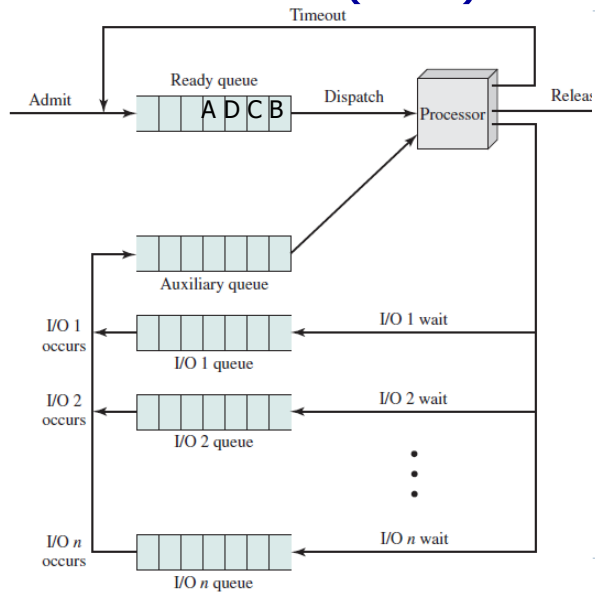 Timeout
Ready queue
Admit
A D C B
Dispatch
Processor
Releas
Auxiliary queue
I/O 1
occurs
I/O 1 wait
I/O 1 queue
I/O 2
occurs
I/O 2 wait
I/O 2 queue
I/O n
occurs
I/O n wait
I/O n queue